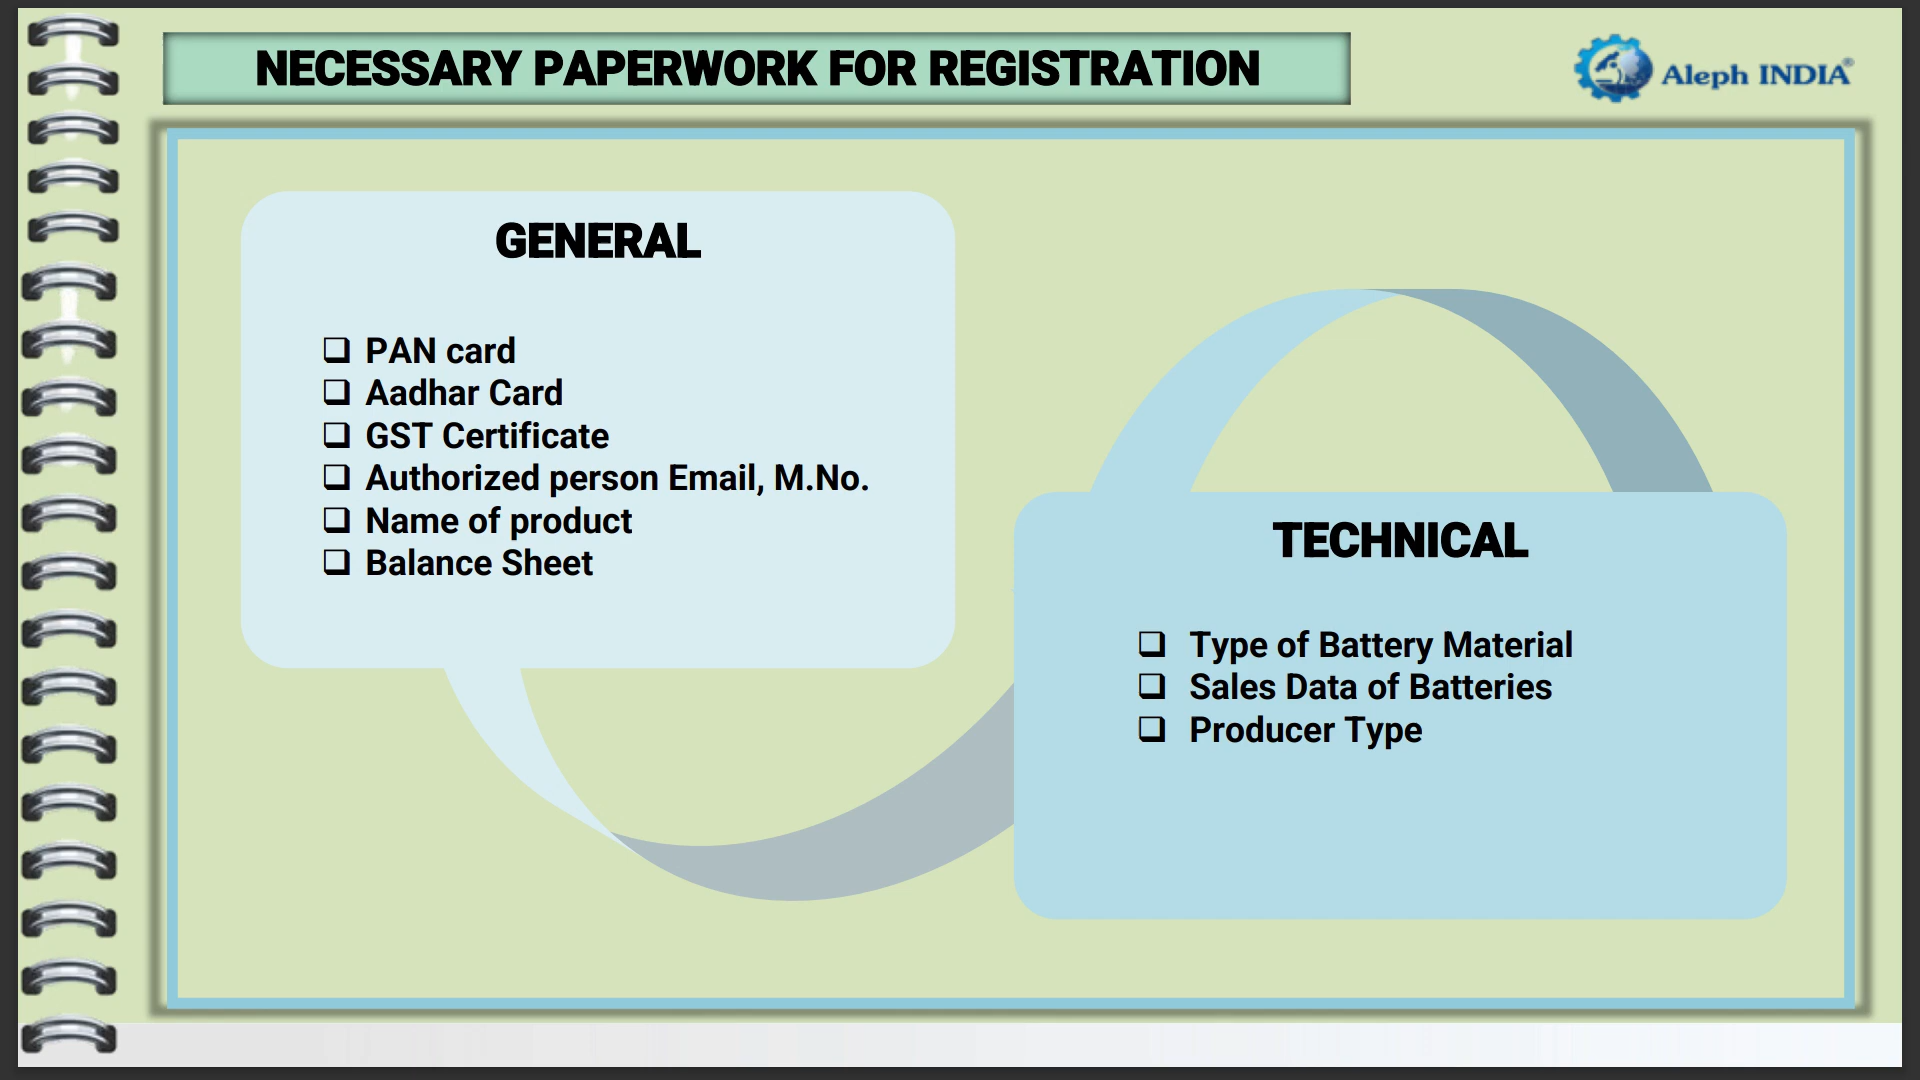 NECESSARY PAPERWORK FOR REGISTRATION
Aleph INDIA®
GENERAL
❑ PAN card
❑ Aadhar Card
❑ GST Certificate
❑ Authorized person Email, M.No.
❑ Name of product
❑ Balance Sheet
TECHNICAL
❑ Type of Battery Material
❑ Sales Data of Batteries
❑ Producer Type